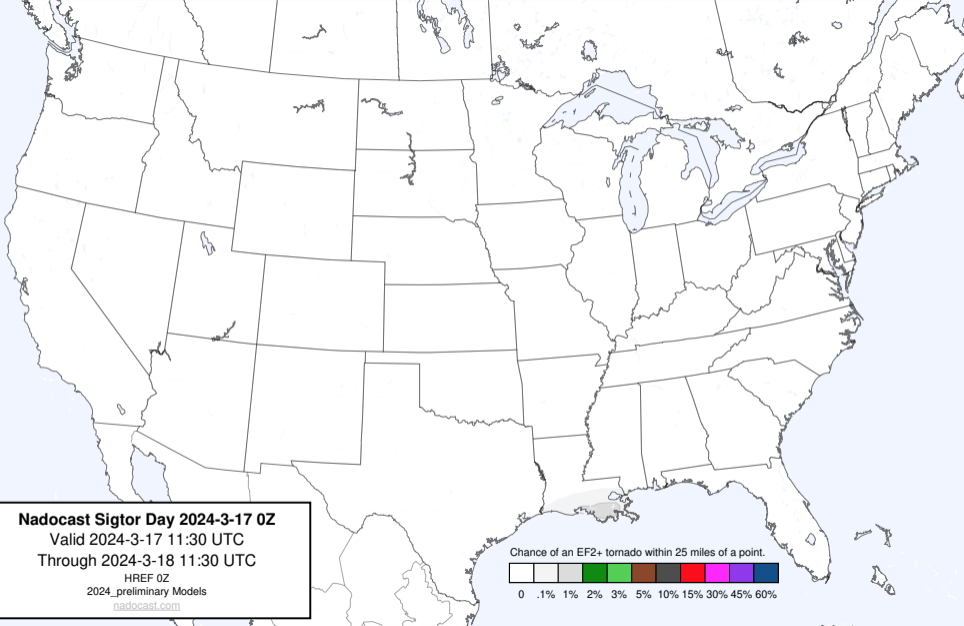 Nadocast Sigtor Day 2024-3-17 0Z
Valid 2024-3-17 11:30 UTC
Through 2024-3-18 11:30 UTC
HREF 0Z
2024_preliminary Models
nadocast.com
Chance of an EF2+ tornado within 25 miles of a point.
0 .1% 1% 2% 3% 5% 10% 15% 30% 45% 60%